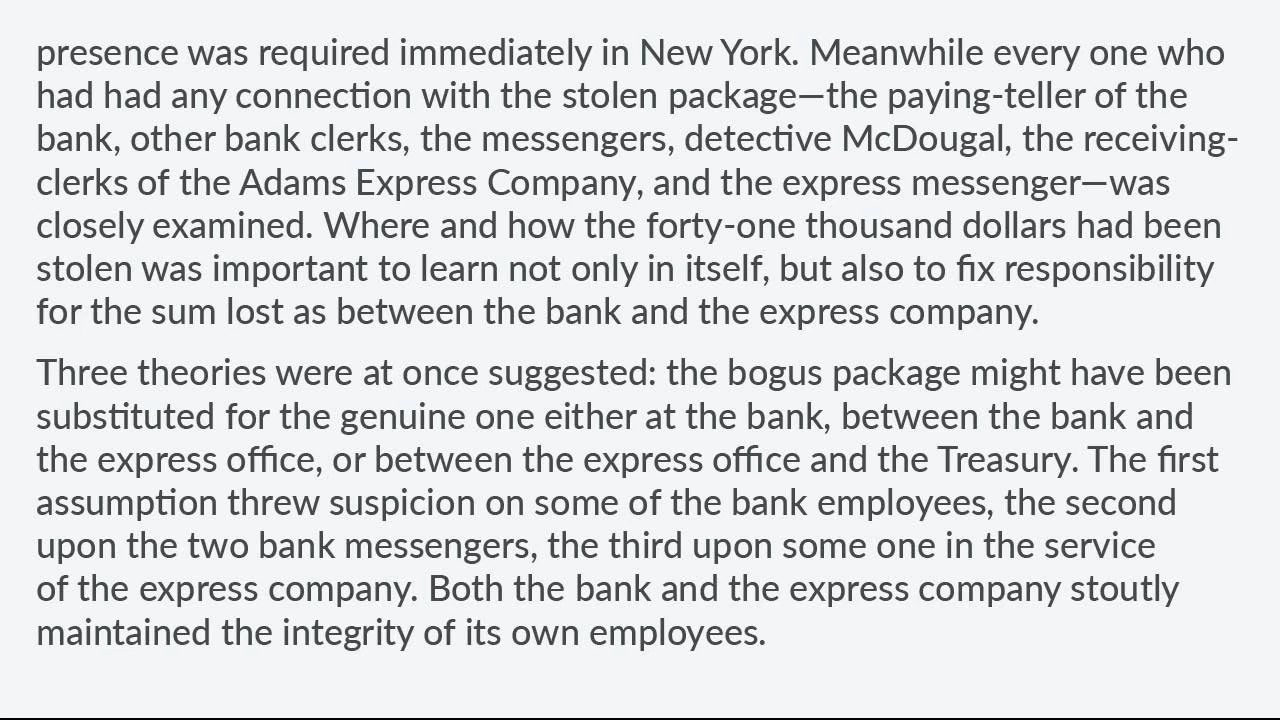 presence was required immediately in New York. Meanwhile every one who
had had any connection with the stolen package—the paying-teller of the
bank, other bank clerks, the messengers, detective McDougal, the receiving-
clerks of the Adams Express Company, and the express messenger—was
closely examined. Where and how the forty-one thousand dollars had been
stolen was important to learn not only in itself, but also to fix responsibility
for the sum lost as between the bank and the express company.
Three theories were at once suggested: the bogus package might have been
substituted for the genuine one either at the bank, between the bank and
the express office, or between the express office and the Treasury. The first
assumption threw suspicion on some of the bank employees, the second
upon the two bank messengers, the third upon some one in the service
of the express company. Both the bank and the express company stoutly
maintained the integrity of its own employees.